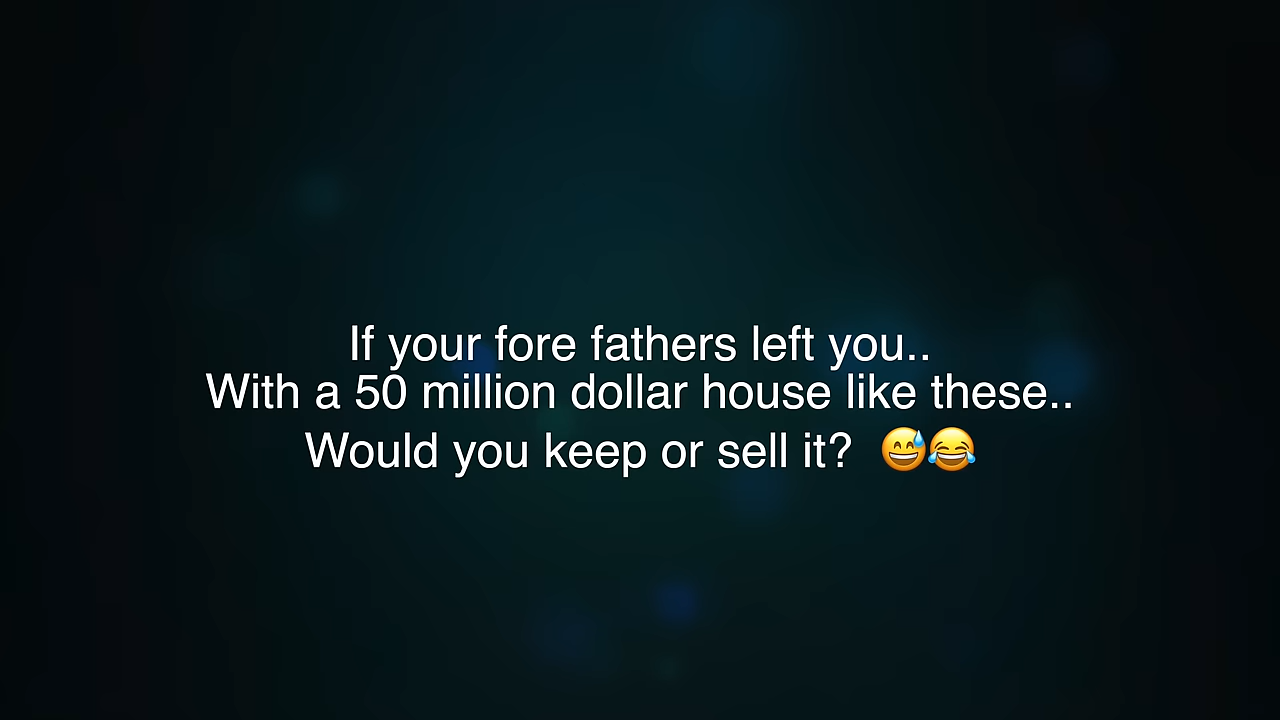 If your fore fathers left you..
With a 50 million dollar house like these..
Would you keep or sell it? 😅😂